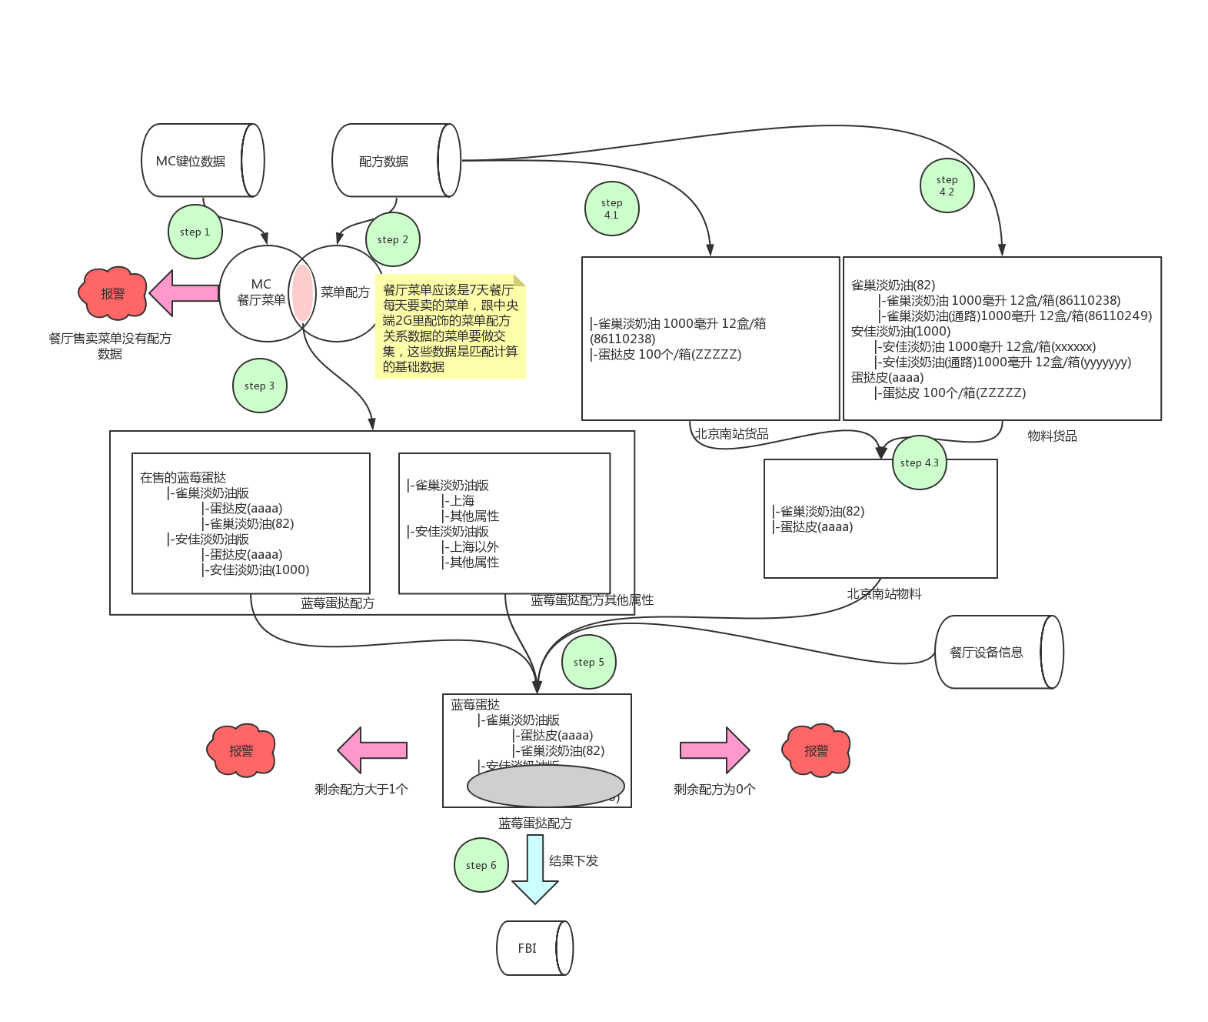 MC键位数据
配方数据
step 1
step 2
step
4.1
step
4.2
MC
餐厅菜单
菜单配方
报警
餐厅售卖菜单没有配方
数据
餐厅菜单应该是7天餐厅
每天要卖的菜单，跟中央
端2G里配饰的菜单配方
关系数据的菜单要做交
集，这些数据是匹配计算
的基础数据
step 3
|-雀巢淡奶油 1000毫升 12盒/箱
(86110238)
|-蛋挞皮 100个/箱(ZZZZZ)
北京南站货品
雀巢淡奶油(82)
|-雀巢淡奶油 1000毫升 12盒/箱(86110238)
|-雀巢淡奶油(通路)1000毫升 12盒/箱(86110249)
安佳淡奶油(1000)
|-安佳淡奶油 1000毫升 12盒/箱(xxxxxx)
|-安佳淡奶油(通路)1000毫升 12盒/箱(yyyyyyy)
蛋挞皮(aaaa)
|-蛋挞皮 100个/箱(ZZZZZ)
物料货品
step 4.3
在售的蓝莓蛋挞
|-雀巢淡奶油版
|-蛋挞皮(aaaa)
|-雀巢淡奶油(82)
|-安佳淡奶油版
|-蛋挞皮(aaaa)
|-安佳淡奶油(1000)
蓝莓蛋挞配方
|-雀巢淡奶油版
|-上海
|-其他属性
|-安佳淡奶油版
|-上海以外
|-其他属性
蓝莓蛋挞配方其他属性
|-雀巢淡奶油(82)
|-蛋挞皮(aaaa)
北京南站物料
餐厅设备信息
step 5
蓝莓蛋挞
|-雀巢淡奶油版
|-蛋挞皮(aaaa)
|-雀巢淡奶油(82)
|-安佳淡奶油版
蓝莓蛋挞配方
报警
剩余配方大于1个
报警
剩余配方为0个
step 6
结果下发
FBI